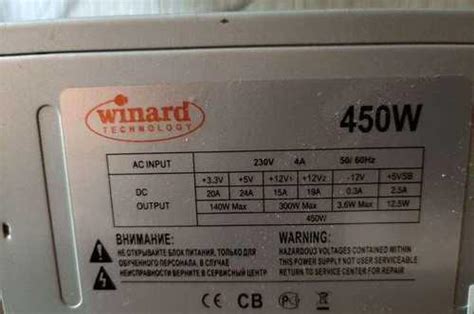 winard
TECHNOLOGY
450W
AC INPUT 230V 4A 50/ 60Hz
DC OUTPUT +3.3V +5V +12V1 +12V2 -12V +5VSB
20A 24A 15A 19A 0.3A 2.5A
140W Max 300W Max 3.6W Max 12.5W
450W
ВНИМАНИЕ:
НЕ ОТКРЫВАЙТЕ БЛОК ПИТАНИЯ, ТОЛЬКО ДЛЯ
ОБУЧЕННОГО ПЕРСОНАЛА. В СЛУЧАЕ
НЕИСПРАВНОСТИ ВЕРНИТЕ В СЕРВИСНЫЙ ЦЕНТР
WARNING:
HAZARDOUS VOLTAGES CONTAINED WITHIN
THIS POWER SUPPLY NOT USER SERVICEABLE
RETURN TO SERVICE CENTER FOR REPAIR
CE CB